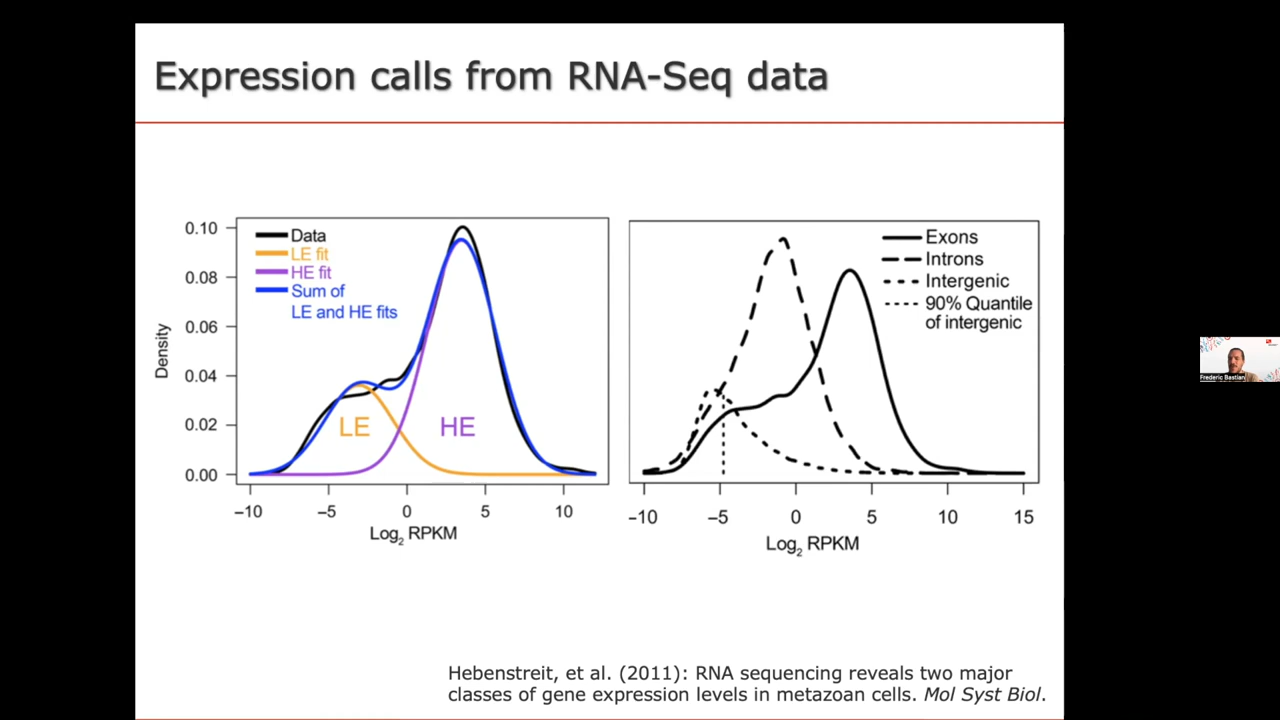 Expression calls from RNA-Seq data
0.10
0.08
0.06
0.04
0.02
0.00
Density
Data
LE fit
HE fit
Sum of
LE and HE fits
LE
HE
−10
−5
0
5
10
Log2 RPKM
Exons
Introns
Intergenic
90% Quantile
of intergenic
−10
−5
0
5
10
15
Log2 RPKM
Hebenstreit, et al. (2011): RNA sequencing reveals two major
classes of gene expression levels in metazoan cells. Mol Syst Biol.
Frederic Bastian